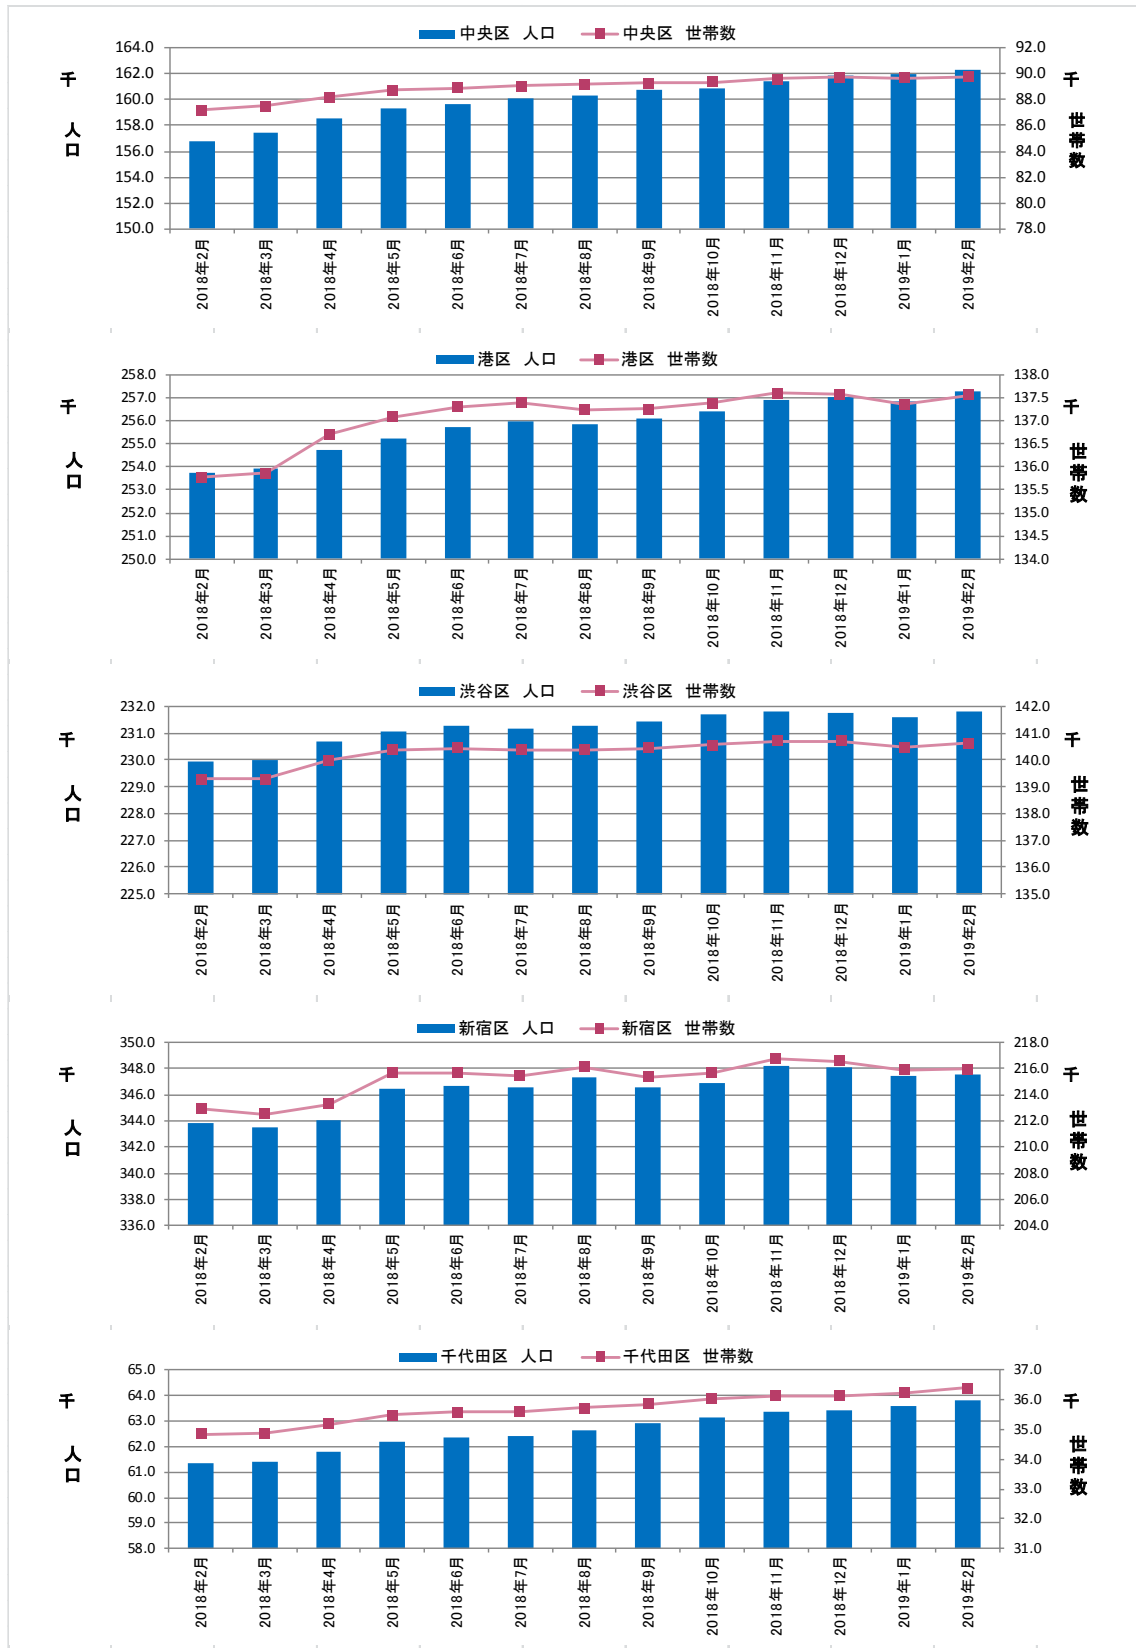 中央区 人口 中央区 世帯数
千
人口
164.0
162.0
160.0
158.0
156.0
154.0
152.0
150.0
92.0
90.0
88.0
86.0
84.0
82.0
80.0
78.0
千
世帯数
2018年2月
2018年3月
2018年4月
2018年5月
2018年6月
2018年7月
2018年8月
2018年9月
2018年10月
2018年11月
2018年12月
2019年1月
2019年2月
港区 人口 港区 世帯数
千
人口
258.0
257.0
256.0
255.0
254.0
253.0
252.0
251.0
250.0
138.0
137.5
137.0
136.5
136.0
135.5
135.0
134.5
134.0
千
世帯数
2018年2月
2018年3月
2018年4月
2018年5月
2018年6月
2018年7月
2018年8月
2018年9月
2018年10月
2018年11月
2018年12月
2019年1月
2019年2月
渋谷区 人口 渋谷区 世帯数
千
人口
232.0
231.0
230.0
229.0
228.0
227.0
226.0
225.0
142.0
141.0
140.0
139.0
138.0
137.0
136.0
135.0
千
世帯数
2018年2月
2018年3月
2018年4月
2018年5月
2018年6月
2018年7月
2018年8月
2018年9月
2018年10月
2018年11月
2018年12月
2019年1月
2019年2月
新宿区 人口 新宿区 世帯数
千
人口
350.0
348.0
346.0
344.0
342.0
340.0
338.0
336.0
218.0
216.0
214.0
212.0
210.0
208.0
206.0
204.0
千
世帯数
2018年2月
2018年3月
2018年4月
2018年5月
2018年6月
2018年7月
2018年8月
2018年9月
2018年10月
2018年11月
2018年12月
2019年1月
2019年2月
千代田区 人口 千代田区 世帯数
千
人口
65.0
64.0
63.0
62.0
61.0
60.0
59.0
58.0
37.0
36.0
35.0
34.0
33.0
32.0
31.0
千
世帯数
2018年2月
2018年3月
2018年4月
2018年5月
2018年6月
2018年7月
2018年8月
2018年9月
2018年10月
2018年11月
2018年12月
2019年1月
2019年2月